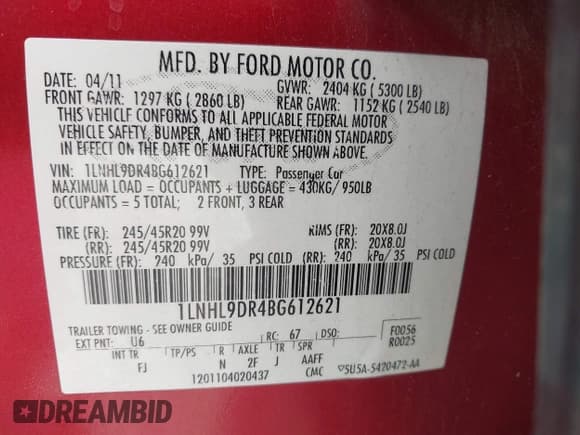 MFD. BY FORD MOTOR CO.
DATE: 04/11 GVWR: 2404 KG ( 5300 LB)
FRONT GAWR: 1297 KG ( 2860 LB) REAR GAWR: 1152 KG ( 2540 LB)
THIS VEHICLE CONFORMS TO ALL APPLICABLE FEDERAL MOTOR
VEHICLE SAFETY, BUMPER, AND THEFT PREVENTION STANDARDS
IN EFFECT ON THE DATE OF MANUFACTURE SHOWN ABOVE.
VIN: 1LNHL9DR4BG612621 TYPE: Passenger Car
MAXIMUM LOAD = OCCUPANTS + LUGGAGE = 430KG/ 950LB
OCCUPANTS = 5 TOTAL; 2 FRONT, 3 REAR
TIRE (FR): 245/45R20 99V RIMS (FR): 20X8.0J
(RR): 245/45R20 99V (RR): 20X8.0J
PRESSURE (FR): 240 kPa/ 35 PSI COLD (RR): 240 kPa/ 35 PSI COLD
1LNHL9DR4BG612621
TRAILER TOWING - SEE OWNER GUIDE
EXT PNT: U6 RC: 67 DSO: F0056
R0025
INT TR TP/PS R AXLE TR SPR
FJ N 2F J AAFF
1201104020437 CMC ▽5U5A-5420472-AA
DREAMBID